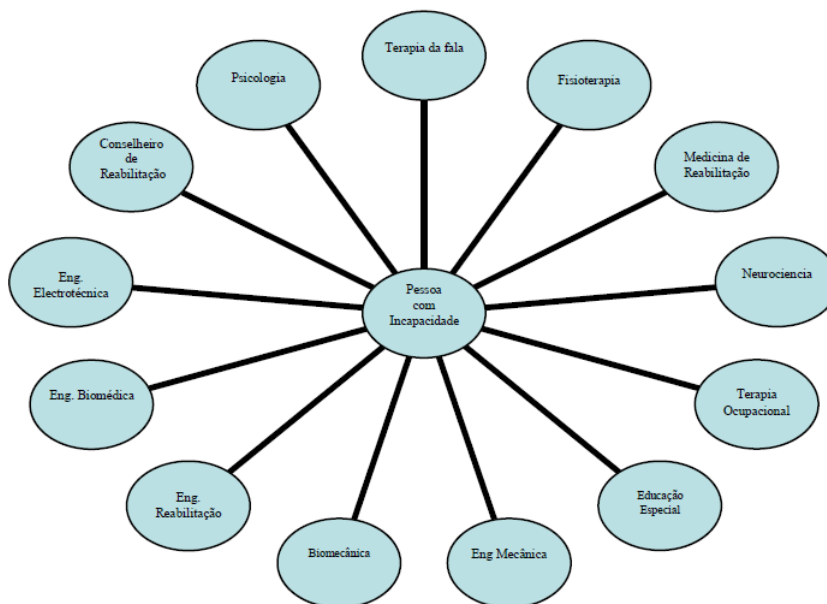 Terapia da fala
Psicologia
Fisioterapia
Conselheiro
de
Reabilitação
Medicina de
Reabilitação
Eng.
Electrotécnica
Neurociencia
Pessoa
com
Incapacidade
Eng. Biomédica
Terapia
Ocupacional
Eng.
Reabilitação
Educação
Especial
Biomecânica
Eng Mecânica